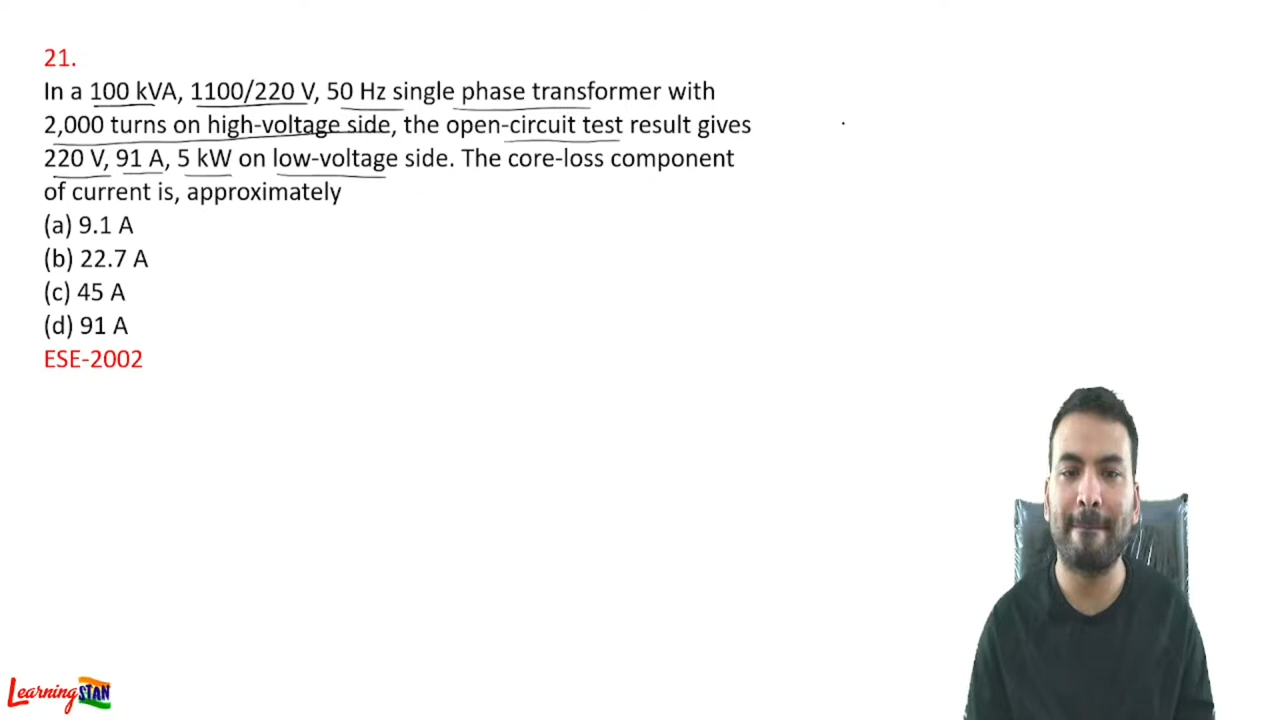 21.
In a 100 kVA, 1100/220 V, 50 Hz single phase transformer with
2,000 turns on high-voltage side, the open-circuit test result gives
220 V, 91 A, 5 kW on low-voltage side. The core-loss component
of current is, approximately
(a) 9.1 A
(b) 22.7 A
(c) 45 A
(d) 91 A
ESE-2002
LearningSTAN